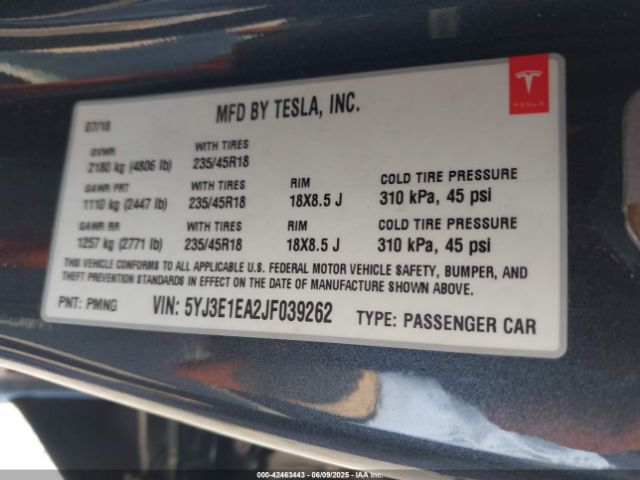 MFD BY TESLA, INC.
TESLA
07/18
GVWR
2180 kg (4806 lb)
WITH TIRES
235/45R18
GAWR FRT
1110 kg (2447 lb)
WITH TIRES
235/45R18
RIM
18X8.5 J
COLD TIRE PRESSURE
310 kPa, 45 psi
GAWR RR
1257 kg (2771 lb)
WITH TIRES
235/45R18
RIM
18X8.5 J
COLD TIRE PRESSURE
310 kPa, 45 psi
THIS VEHICLE CONFORMS TO ALL APPLICABLE U.S. FEDERAL MOTOR VEHICLE SAFETY, BUMPER, AND
THEFT PREVENTION STANDARDS IN EFFECT ON THE DATE OF MANUFACTURE SHOWN ABOVE.
PNT: PMNG VIN: 5YJ3E1EA2JF039262 TYPE: PASSENGER CAR
000-42463443 - 06/09/2025 - IAAI.com